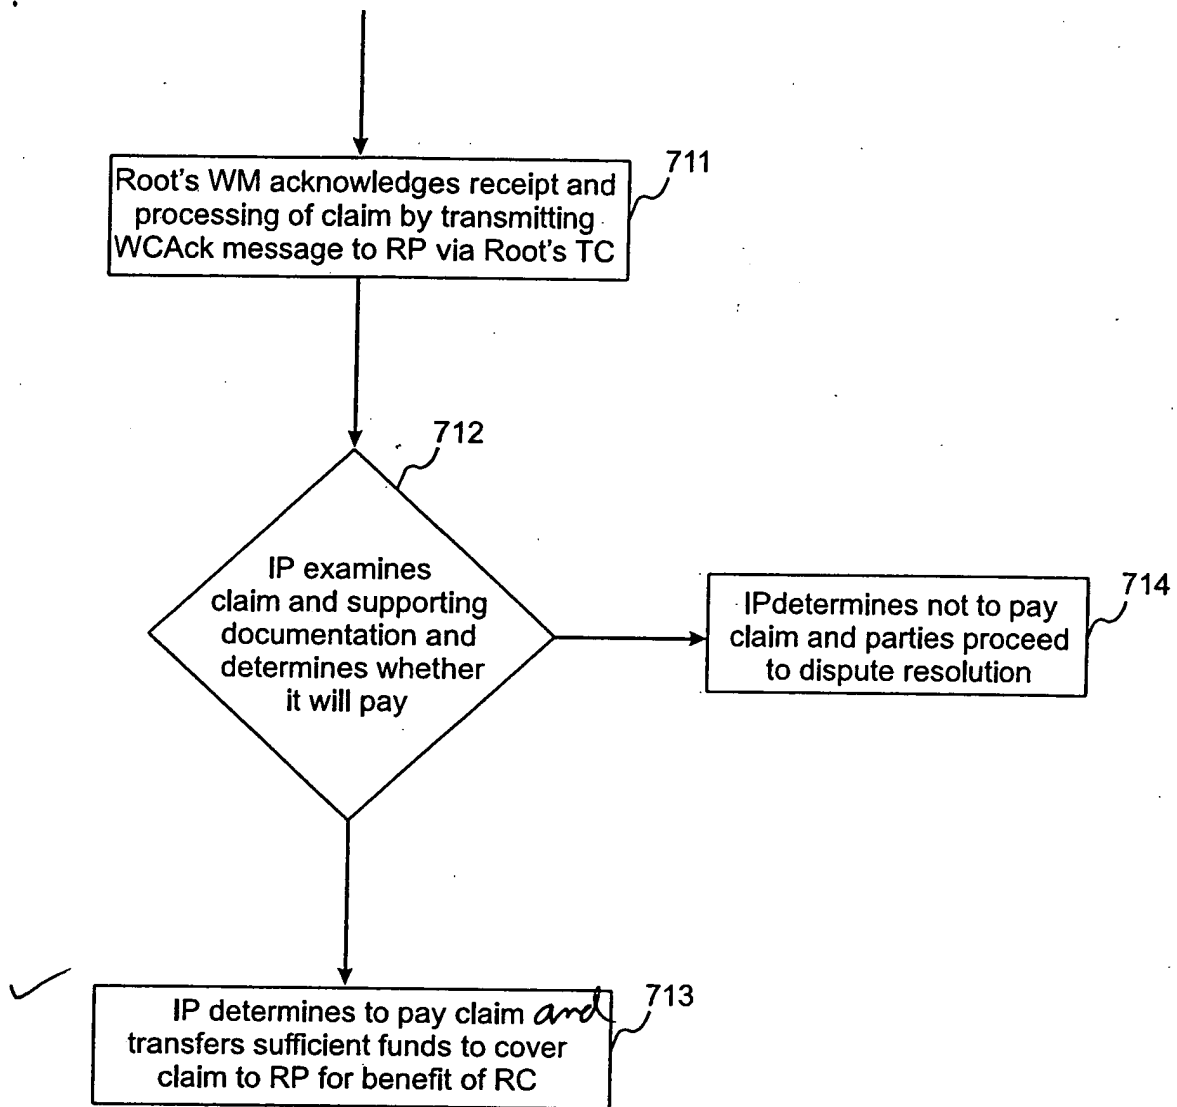 711
Root's WM acknowledges receipt and
processing of claim by transmitting
WCAck message to RP via Root's TC
712
IP examines
claim and supporting
documentation and
determines whether
it will pay
714
IPdetermines not to pay
claim and parties proceed
to dispute resolution
713
IP determines to pay claim and
transfers sufficient funds to cover
claim to RP for benefit of RC